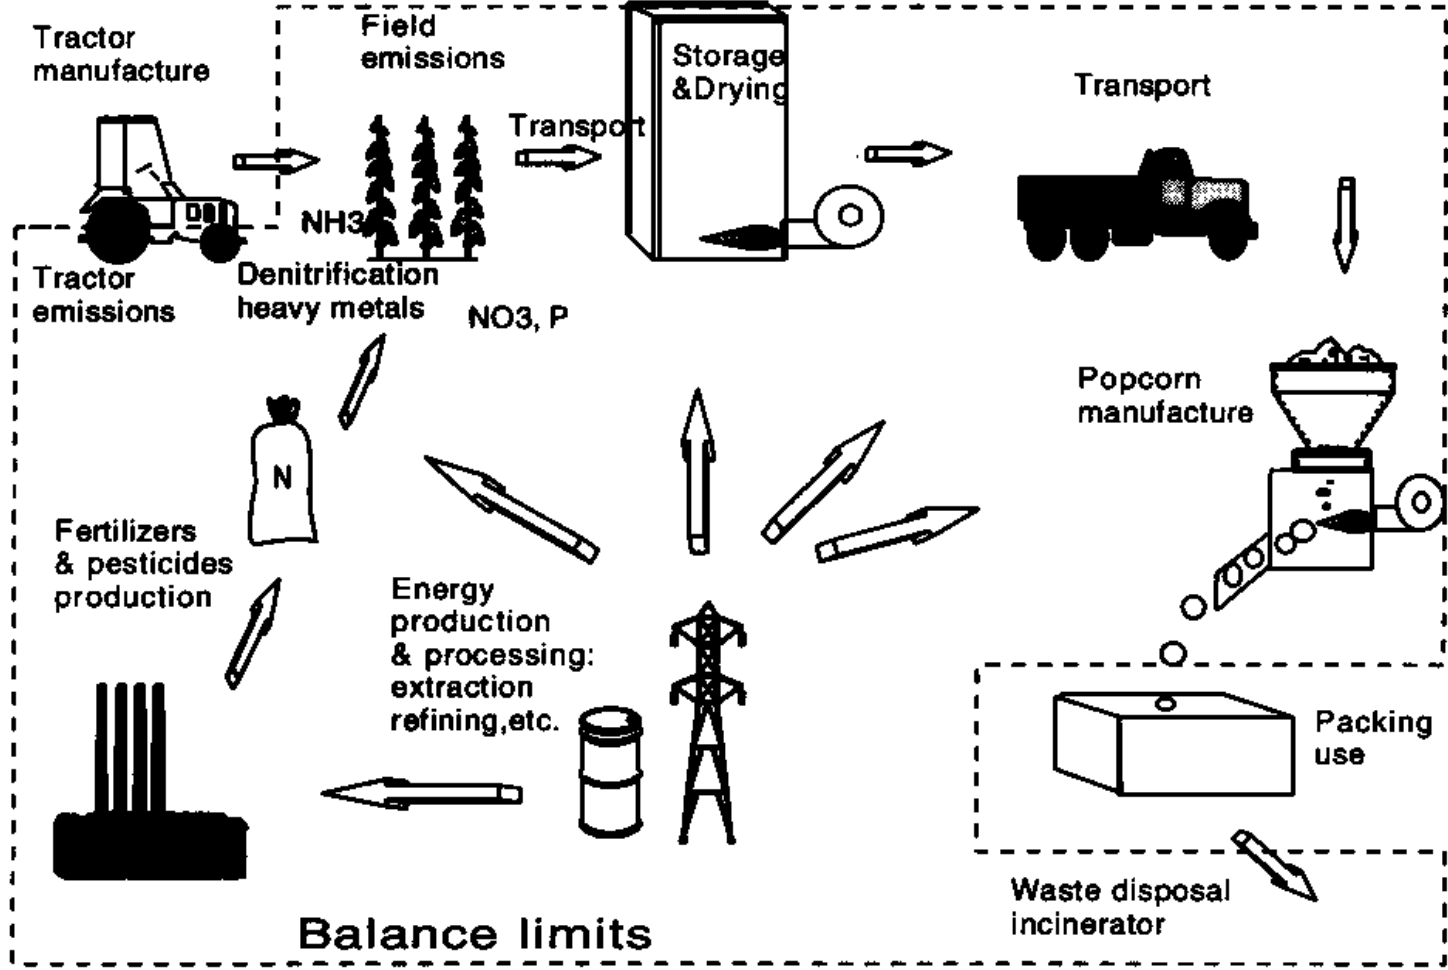 Tractor
manufacture
Field
emissions
Transport
Storage
&Drying
Transport
NH3
Tractor
emissions
Denitrification
heavy metals
NO3, P
Popcorn
manufacture
N
Fertilizers
& pesticides
production
Energy
production
& processing:
extraction
refining,etc.
Packing
use
Waste disposal
incinerator
Balance limits